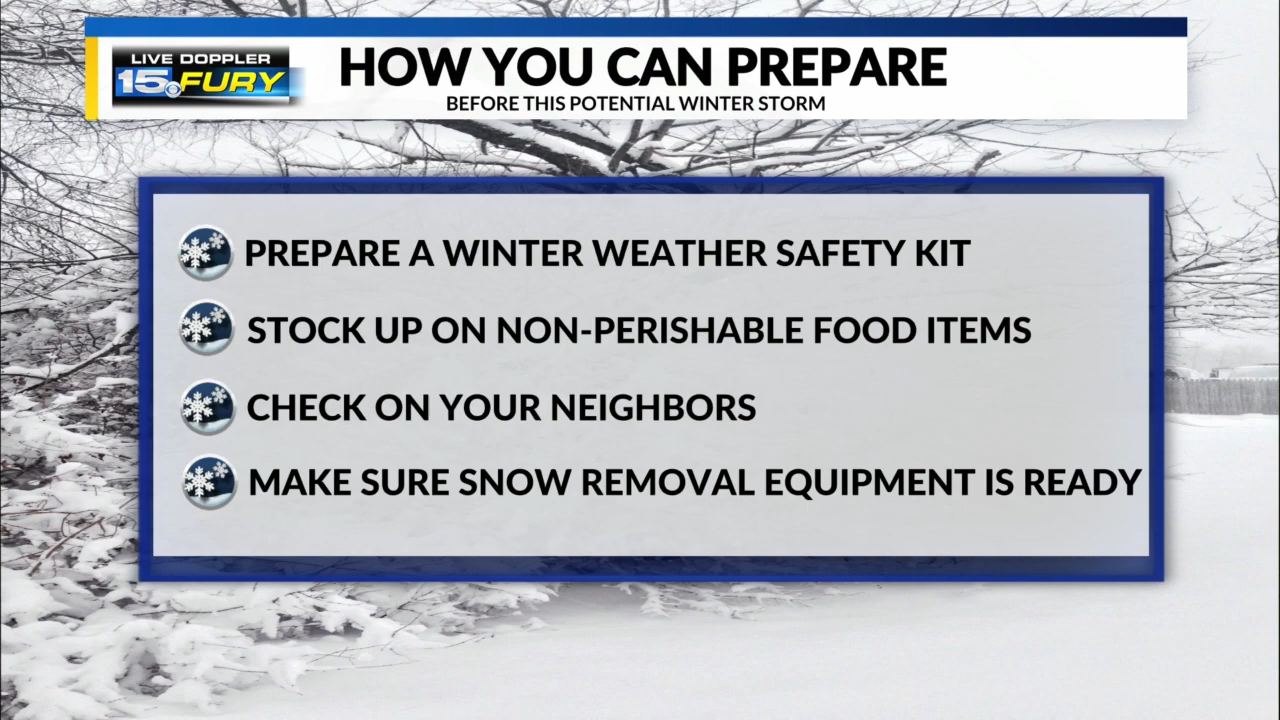 LIVE DOPPLER
15 FURY
HOW YOU CAN PREPARE
BEFORE THIS POTENTIAL WINTER STORM
PREPARE A WINTER WEATHER SAFETY KIT
STOCK UP ON NON-PERISHABLE FOOD ITEMS
CHECK ON YOUR NEIGHBORS
MAKE SURE SNOW REMOVAL EQUIPMENT IS READY